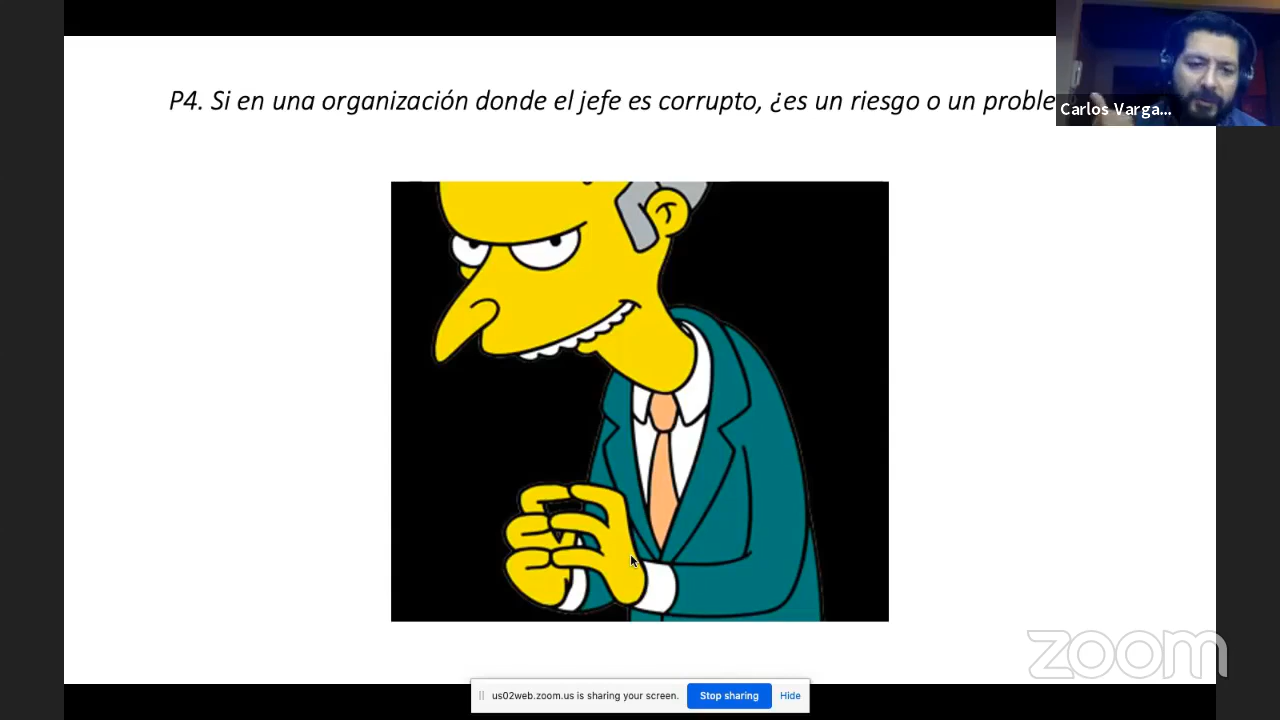 P4. Si en una organización donde el jefe es corrupto, ¿es un riesgo o un proble
Carlos Varga...
zoom
us02web.zoom.us is sharing your screen.
Stop sharing
Hide